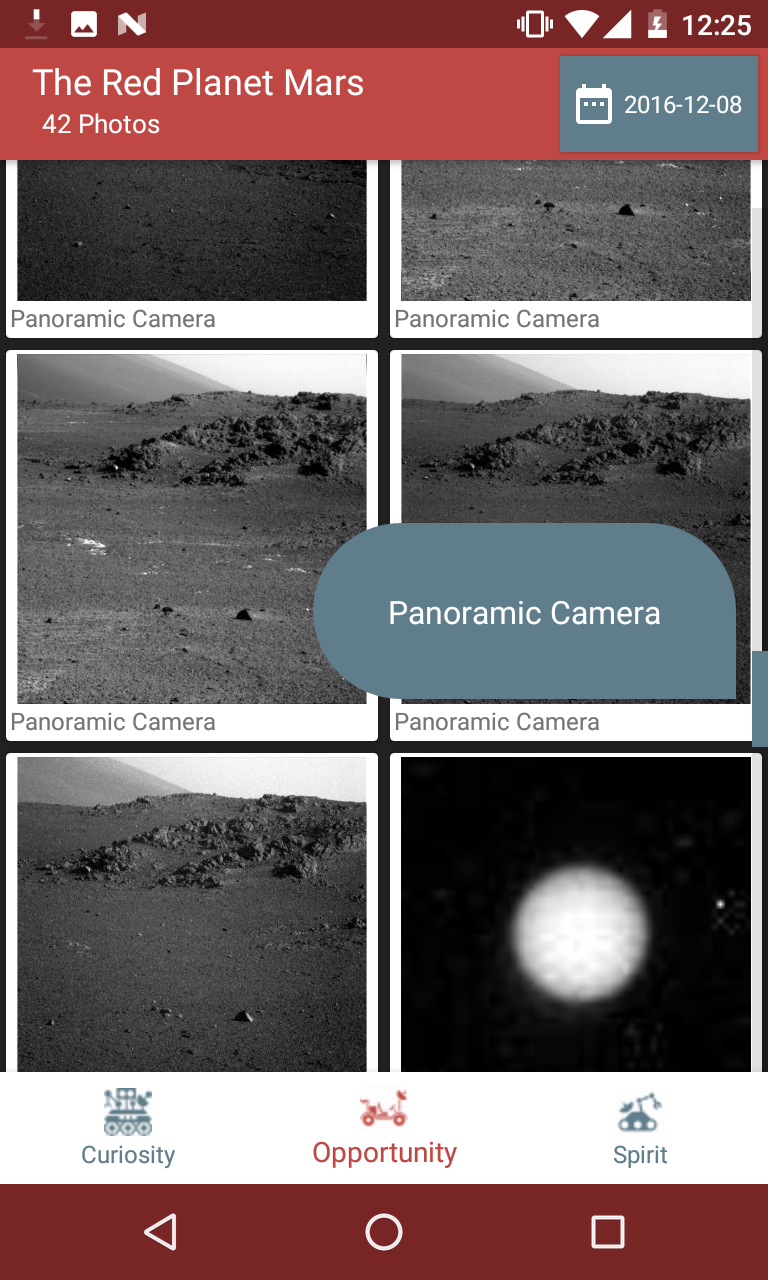 12:25
The Red Planet Mars
42 Photos
2016-12-08
Panoramic Camera
Panoramic Camera
Panoramic Camera
Panoramic Camera
Panoramic Camera
Curiosity
Opportunity
Spirit